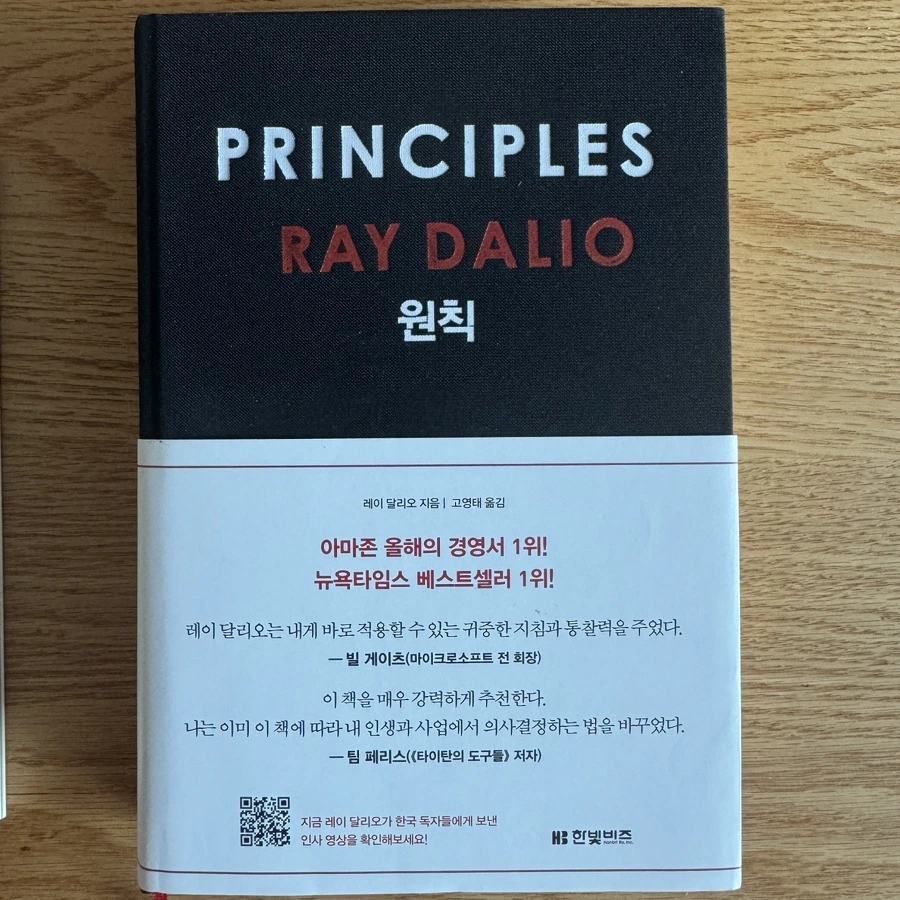 PRINCIPLES
RAY DALIO
원칙
레이 달리오 지음 | 고영태 옮김
아마존 올해의 경영서 1위!
뉴욕타임스 베스트셀러 1위!
레이 달리오는 내게 바로 적용할 수 있는 귀중한 지침과 통찰력을 주었다.
— 빌 게이츠(마이크로소프트 전 회장)
이 책을 매우 강력하게 추천한다.
나는 이미 이 책에 따라 내 인생과 사업에서 의사결정하는 법을 바꾸었다.
— 팀 페리스(《타이탄의 도구들》 저자)
지금 레이 달리오가 한국 독자들에게 보낸
인사 영상을 확인해보세요!
HB 한빛비즈
Hanbit Biz, Inc.